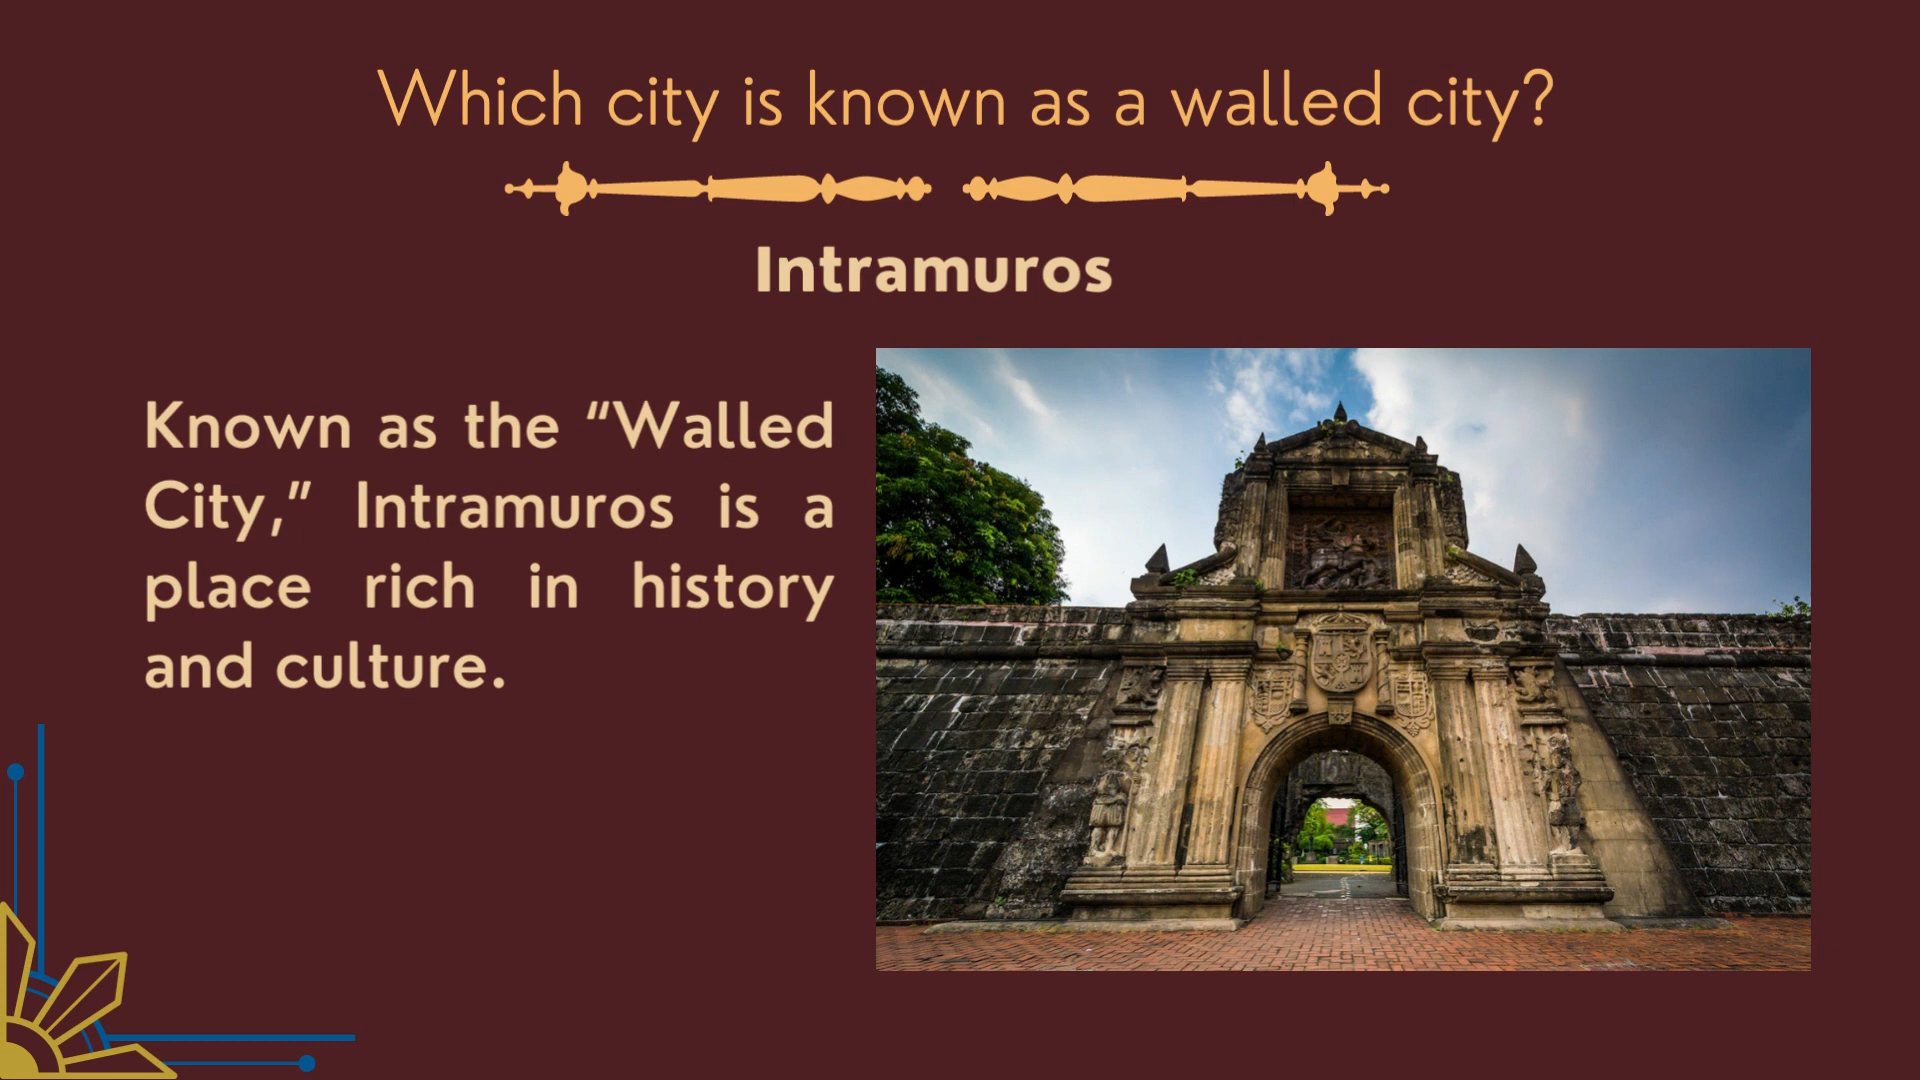 Which city is known as a walled city?
Intramuros
Known as the “Walled
City,” Intramuros is a
place rich in history
and culture.